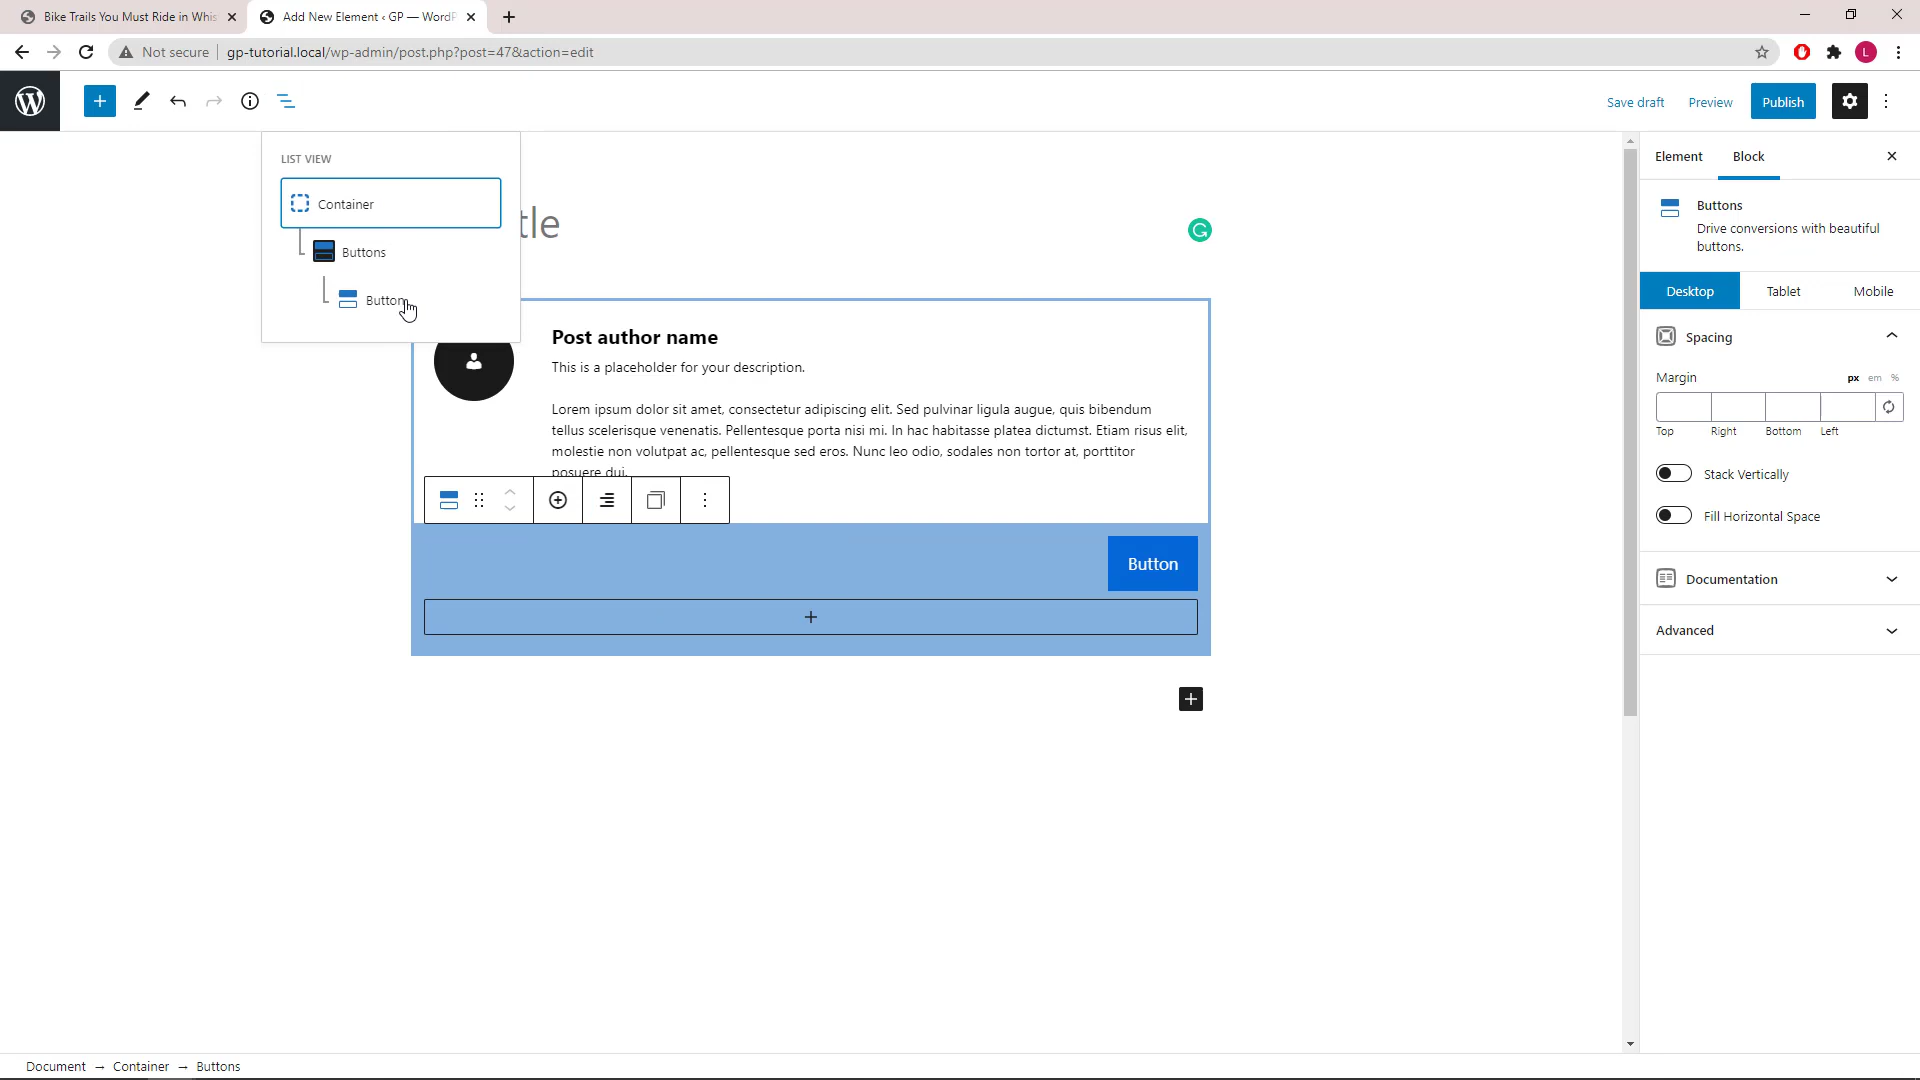 Bike Trails You Must Ride in Whis
Add New Element ‹ GP — WordP
Not secure
gp-tutorial.local/wp-admin/post.php?post=47&action=edit
L
Save draft
Preview
Publish
LIST VIEW
Container
Buttons
Button
tle
Post author name
This is a placeholder for your description.
Lorem ipsum dolor sit amet, consectetur adipiscing elit. Sed pulvinar ligula augue, quis bibendum
tellus scelerisque venenatis. Pellentesque porta nisi mi. In hac habitasse platea dictumst. Etiam risus elit,
molestie non volutpat ac, pellentesque sed eros. Nunc leo odio, sodales non tortor at, porttitor
posuere dui.
Button
Element
Block
Buttons
Drive conversions with beautiful
buttons.
Desktop
Tablet
Mobile
Spacing
Margin
px
em
%
Top
Right
Bottom
Left
Stack Vertically
Fill Horizontal Space
Documentation
Advanced
Document → Container → Buttons